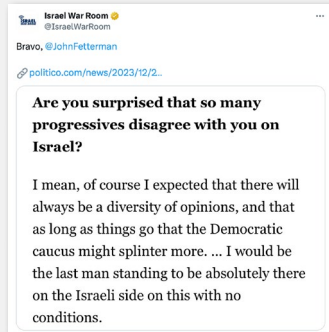 Israel War Room
@IsraelWarRoom
Bravo, @JohnFetterman
politico.com/news/2023/12/2...
Are you surprised that so many
progressives disagree with you on
Israel?
I mean, of course I expected that there will
always be a diversity of opinions, and that
as long as things go that the Democratic
caucus might splinter more. ... I would be
the last man standing to be absolutely there
on the Israeli side on this with no
conditions.